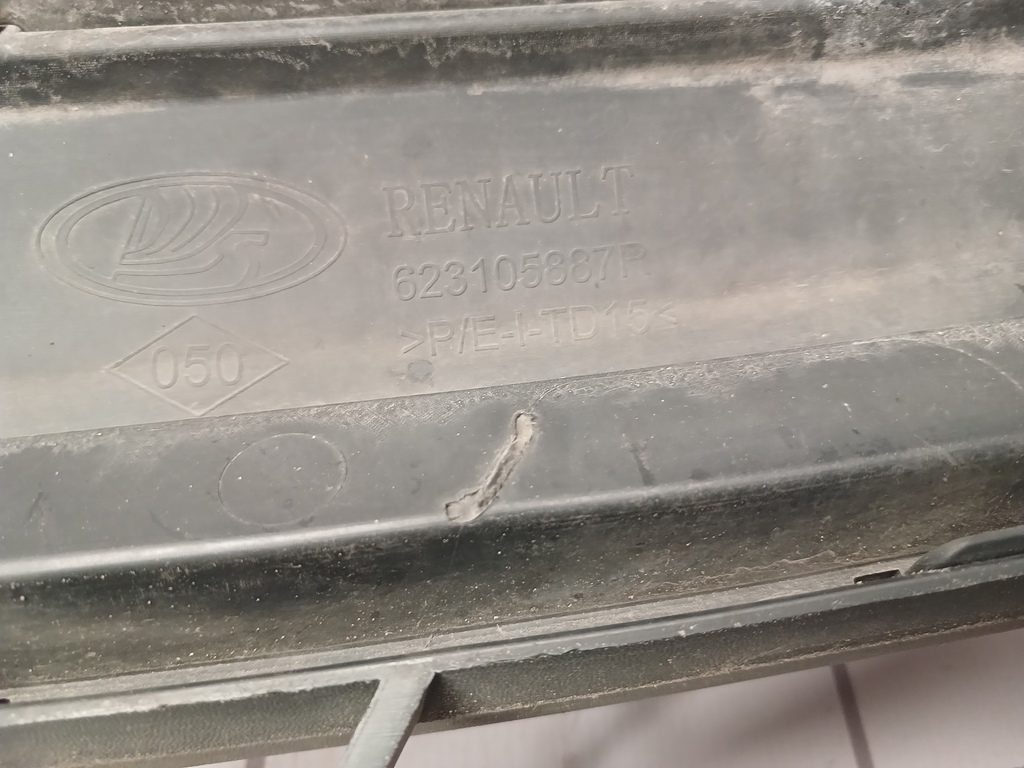 RENAULT
623105887R
>P/E-I-TD15<
050